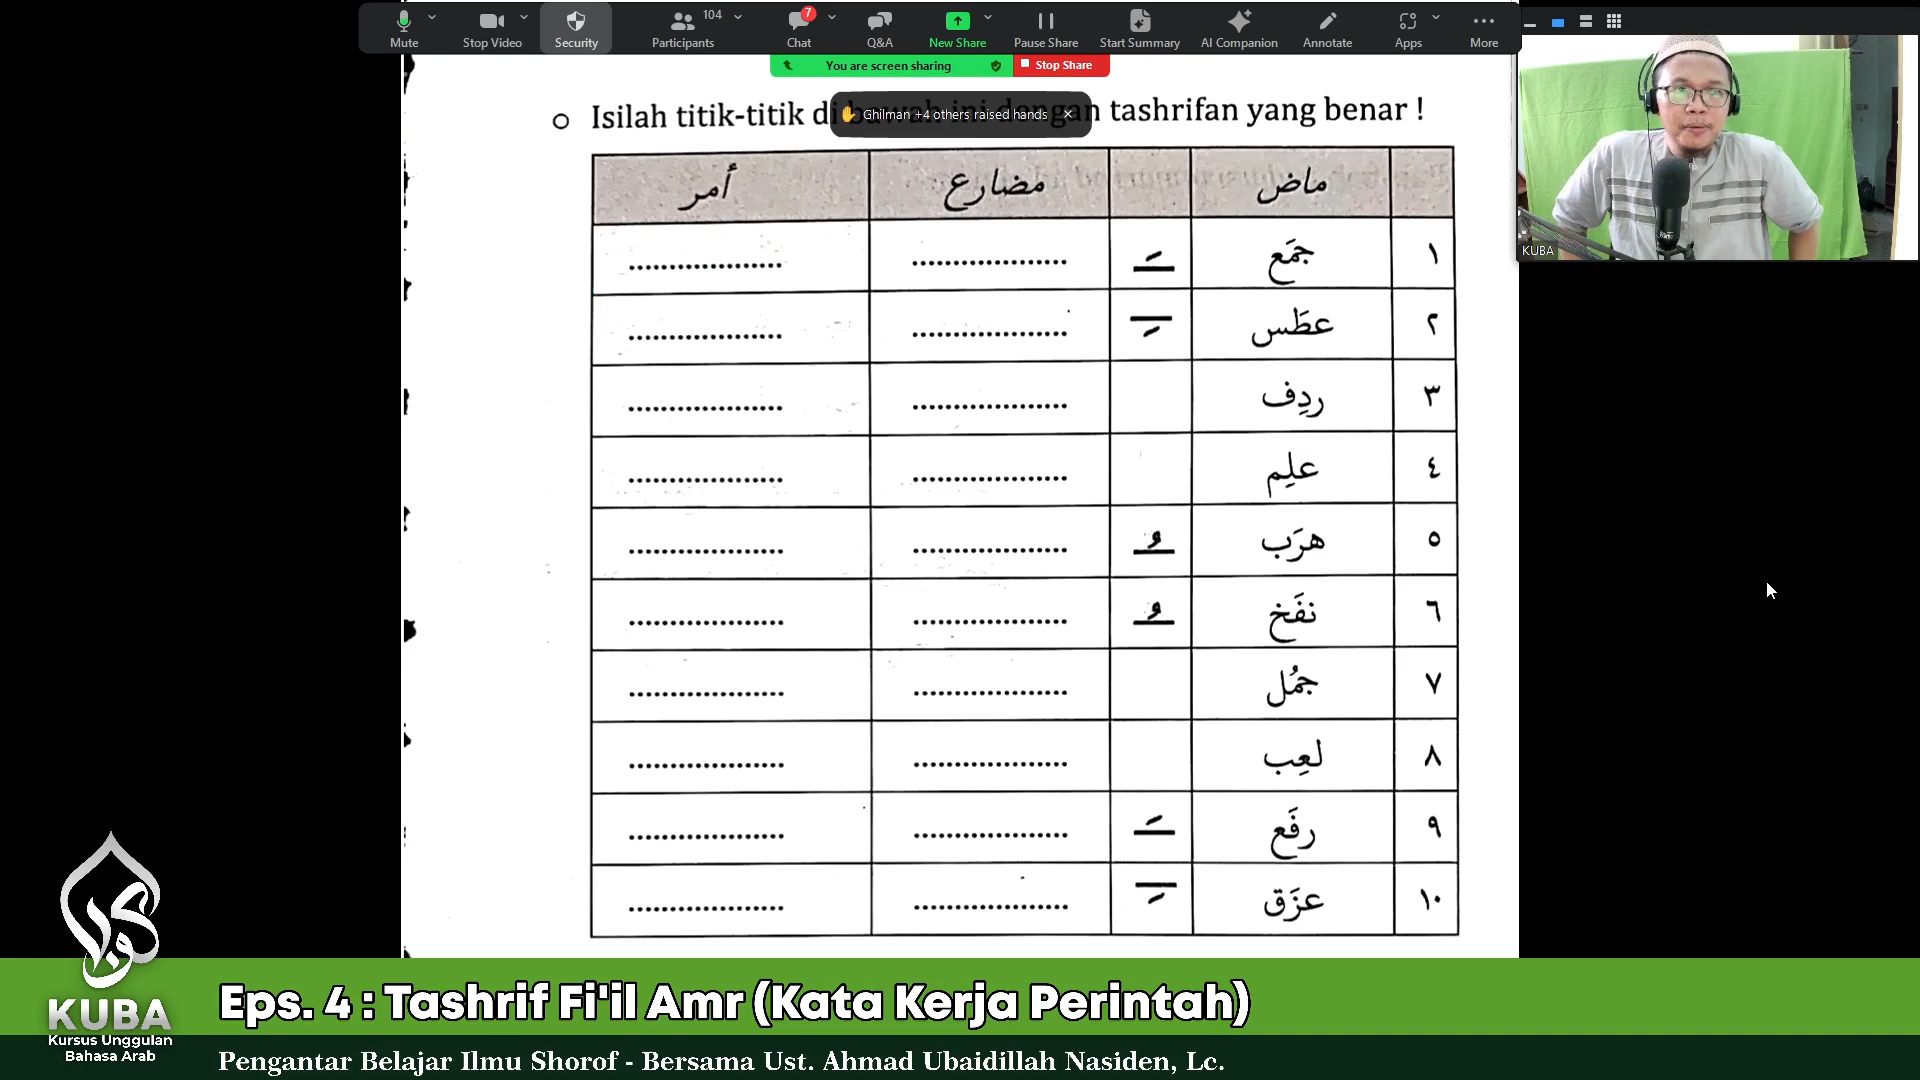 Mute
Stop Video
Security
Participants
104
Chat
7
Q&A
New Share
Pause Share
Start Summary
AI Companion
Annotate
Apps
More
You are screen sharing
Stop Share
Ghilman +4 others raised hands
Isilah titik-titik di bawah ini dengan tashrifan yang benar !
ماض مضارع أمر
١ جمَع ـَ .................... ....................
٢ عطَس ـِ .................... ....................
٣ ردِف .................... ....................
٤ علِم .................... ....................
٥ هرَب ـُ .................... ....................
٦ نفَخ ـُ .................... ....................
٧ جمُل .................... ....................
٨ لعِب .................... ....................
٩ رفَع ـَ .................... ....................
١٠ عزَق ـِ .................... ....................
KUBA
KUBA
Kursus Unggulan
Bahasa Arab
Eps. 4 : Tashrif Fi'il Amr (Kata Kerja Perintah)
Pengantar Belajar Ilmu Shorof - Bersama Ust. Ahmad Ubaidillah Nasiden, Lc.